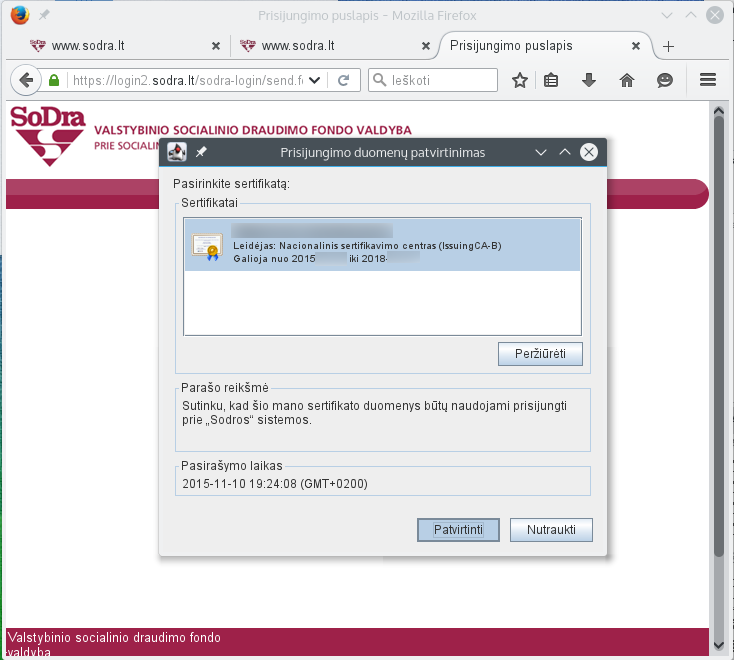 Prisijungimo puslapis - Mozilla Firefox
www.sodra.lt
www.sodra.lt
Prisijungimo puslapis
https://login2.sodra.lt/sodra-login/send.f
Ieškoti
SoDra
VALSTYBINIO SOCIALINIO DRAUDIMO FONDO VALDYBA
PRIE SOCIALIN
Prisijungimo duomenų patvirtinimas
Pasirinkite sertifikatą:
Sertifikatai
Leidėjas: Nacionalinis sertifikavimo centras (IssuingCA-B)
Galioja nuo 2015 iki 2018-
Peržiūrėti
Parašo reikšmė
Sutinku, kad šio mano sertifikato duomenys būtų naudojami prisijungti
prie „Sodros“ sistemos.
Pasirašymo laikas
2015-11-10 19:24:08 (GMT+0200)
Patvirtinti
Nutraukti
Valstybinio socialinio draudimo fondo
valdyba